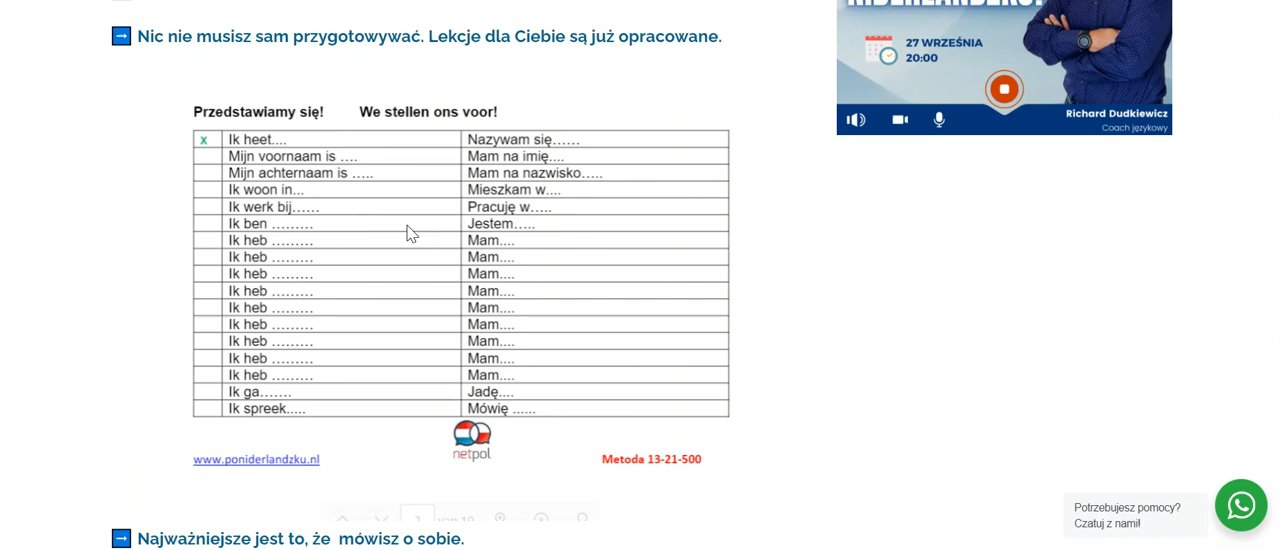 ➞ Nic nie musisz sam przygotowywać. Lekcje dla Ciebie są już opracowane.
27 WRZEŚNIA
20:00
Richard Dudkiewicz
Coach językowy
Przedstawiamy się! We stellen ons voor!
x Ik heet.... Nazywam się……
Mijn voornaam is …. Mam na imię....
Mijn achternaam is ….. Mam na nazwisko…..
Ik woon in... Mieszkam w....
Ik werk bij…… Pracuję w…..
Ik ben ……… Jestem…..
Ik heb ……… Mam....
Ik heb ……… Mam....
Ik heb ……… Mam....
Ik heb ……… Mam....
Ik heb ……… Mam....
Ik heb ……… Mam....
Ik heb ……… Mam....
Ik heb ……… Mam....
Ik heb ……… Mam....
Ik ga……. Jadę....
Ik spreek..... Mówię ......
netpol
www.poniderlandzku.nl Metoda 13-21-500
Potrzebujesz pomocy?
Czatuj z nami!
➞ Najważniejsze jest to, że mówisz o sobie.